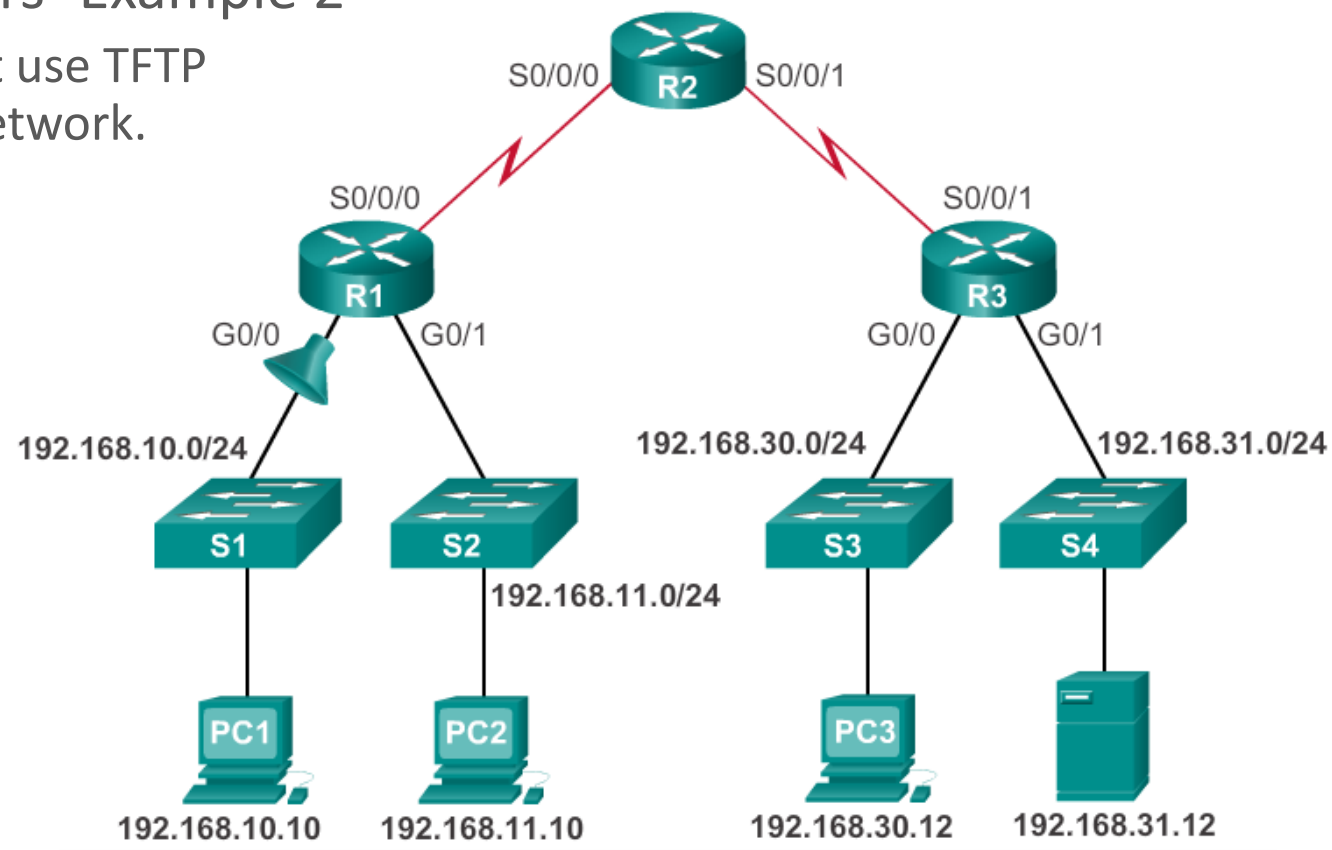 Example 2
t use TFTP
etwork.
R2
S0/0/0
S0/0/1
S0/0/0
S0/0/1
R1
R3
G0/0
G0/1
G0/0
G0/1
192.168.10.0/24
192.168.30.0/24
192.168.31.0/24
S1
S2
S3
S4
192.168.11.0/24
PC1
PC2
PC3
192.168.10.10
192.168.11.10
192.168.30.12
192.168.31.12